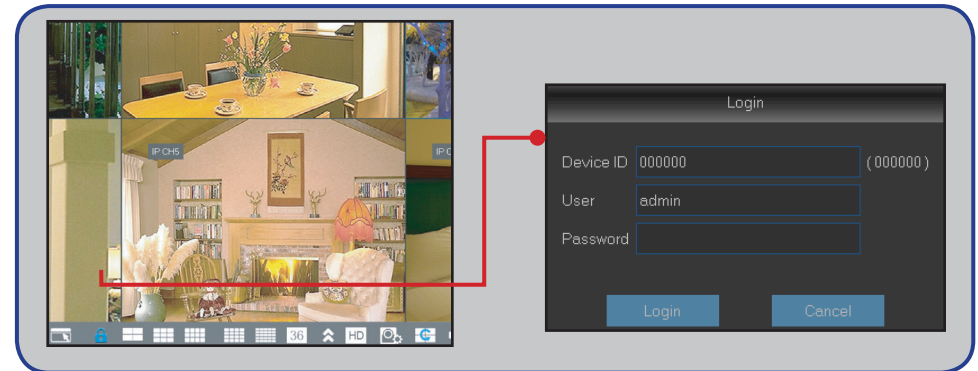 IP CH5
IP C
36
HD
Login
Device ID 000000 (000000)
User admin
Password
Login Cancel